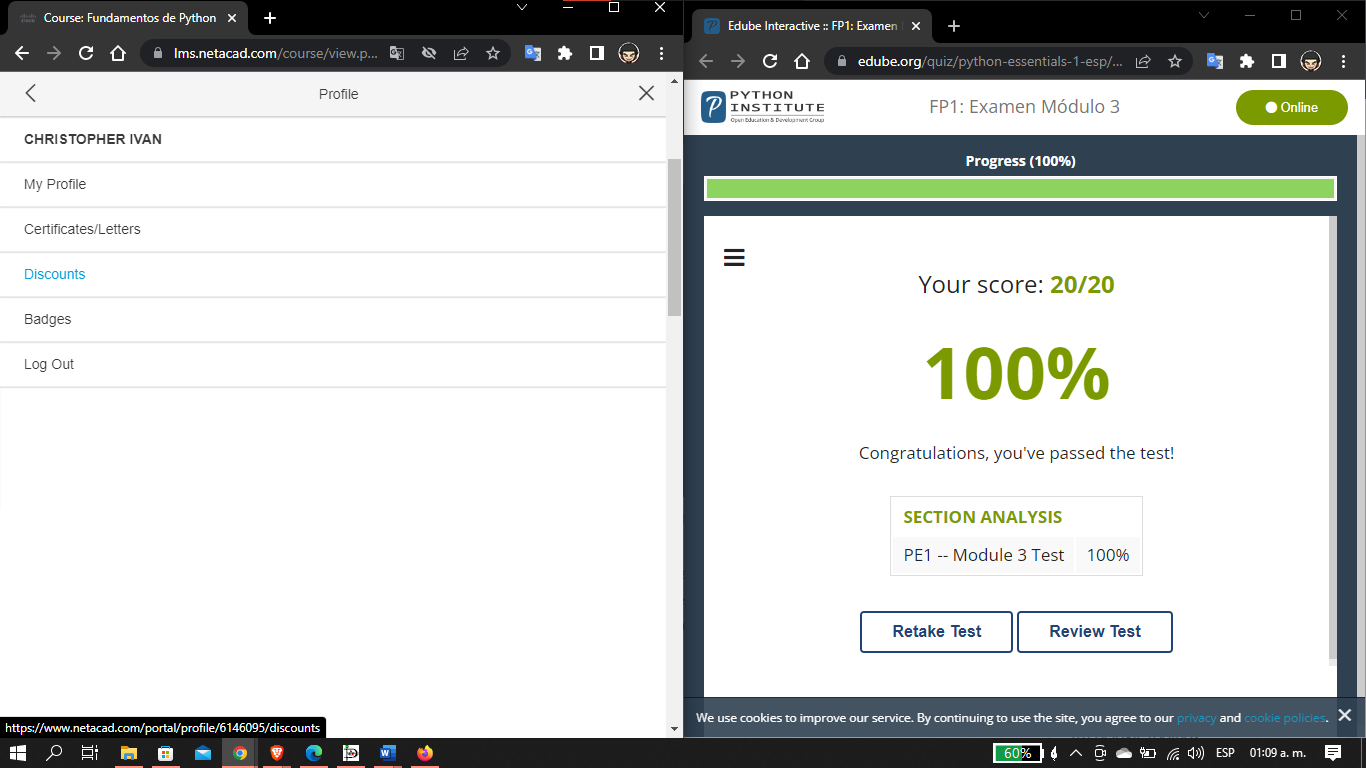 Course: Fundamentos de Python
lms.netacad.com/course/view.p...
Profile
CHRISTOPHER IVAN
My Profile
Certificates/Letters
Discounts
Badges
Log Out
https://www.netacad.com/portal/profile/6146095/discounts
Edube Interactive :: FP1: Examen
edube.org/quiz/python-essentials-1-esp/...
PYTHON
INSTITUTE
Open Education & Development Group
FP1: Examen Módulo 3
Online
Progress (100%)
Your score: 20/20
100%
Congratulations, you've passed the test!
SECTION ANALYSIS
PE1 -- Module 3 Test 100%
Retake Test
Review Test
We use cookies to improve our service. By continuing to use the site, you agree to our privacy and cookie policies.
60%
ESP
01:09 a. m.